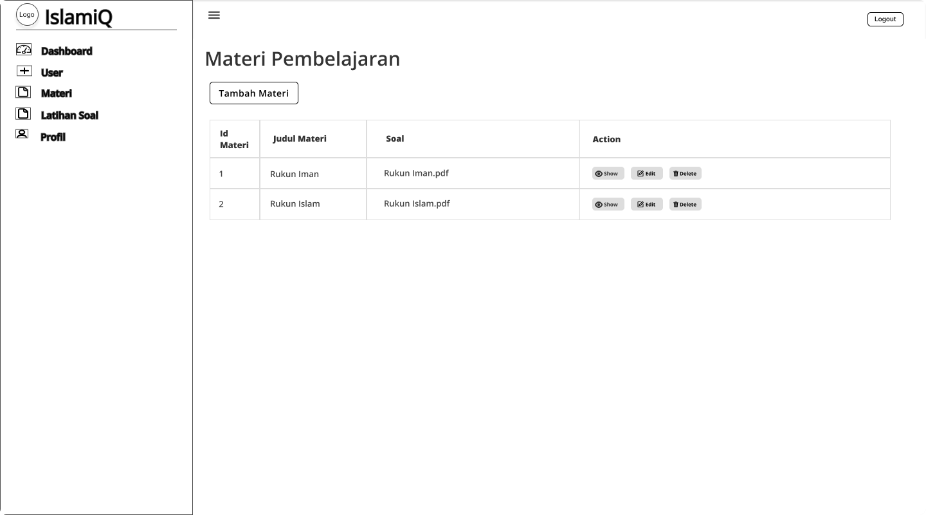 Logo IslamiQ
Dashboard
User
Materi
Latihan Soal
Profil
Logout
Materi Pembelajaran
Tambah Materi
Id Materi Judul Materi Soal Action
1 Rukun Iman Rukun Iman.pdf Show Edit Delete
2 Rukun Islam Rukun Islam.pdf Show Edit Delete